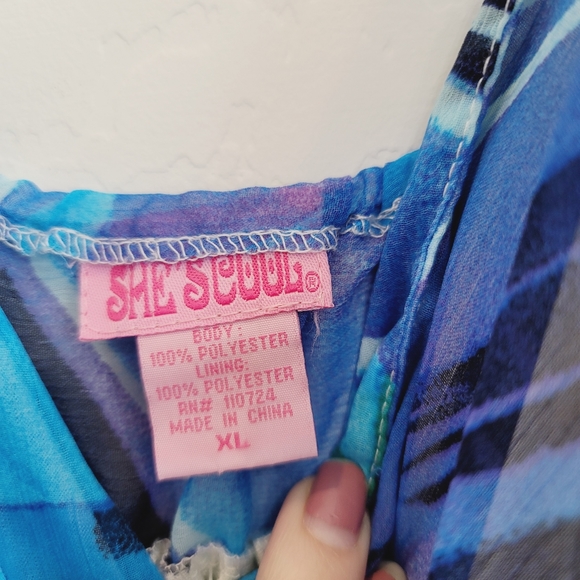 SHE'S COOL®
BODY:
100% POLYESTER
LINING:
100% POLYESTER
RN# 110724
MADE IN CHINA
XL